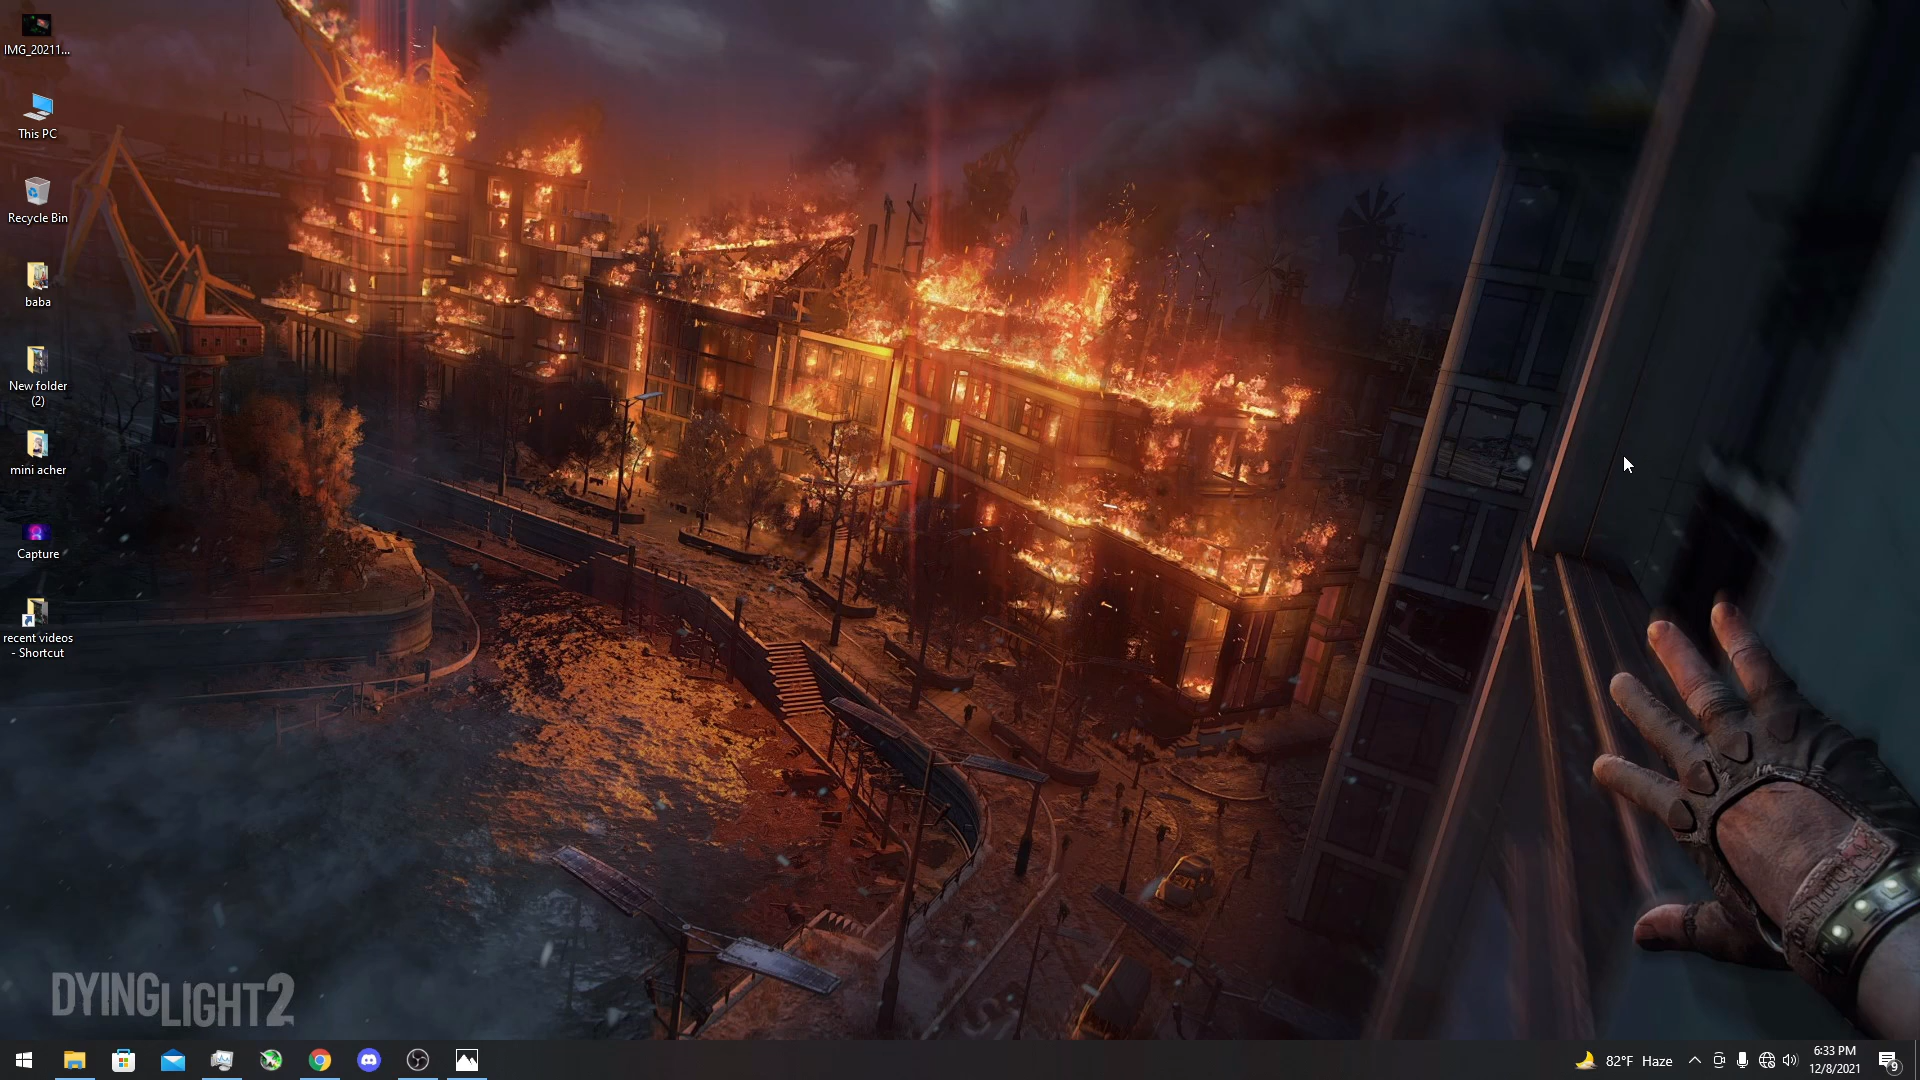 IMG_20211...
This PC
Recycle Bin
baba
New folder
(2)
mini acher
Capture
recent videos
- Shortcut
DYING LIGHT 2
82°F Haze
6:33 PM
12/8/2021
9